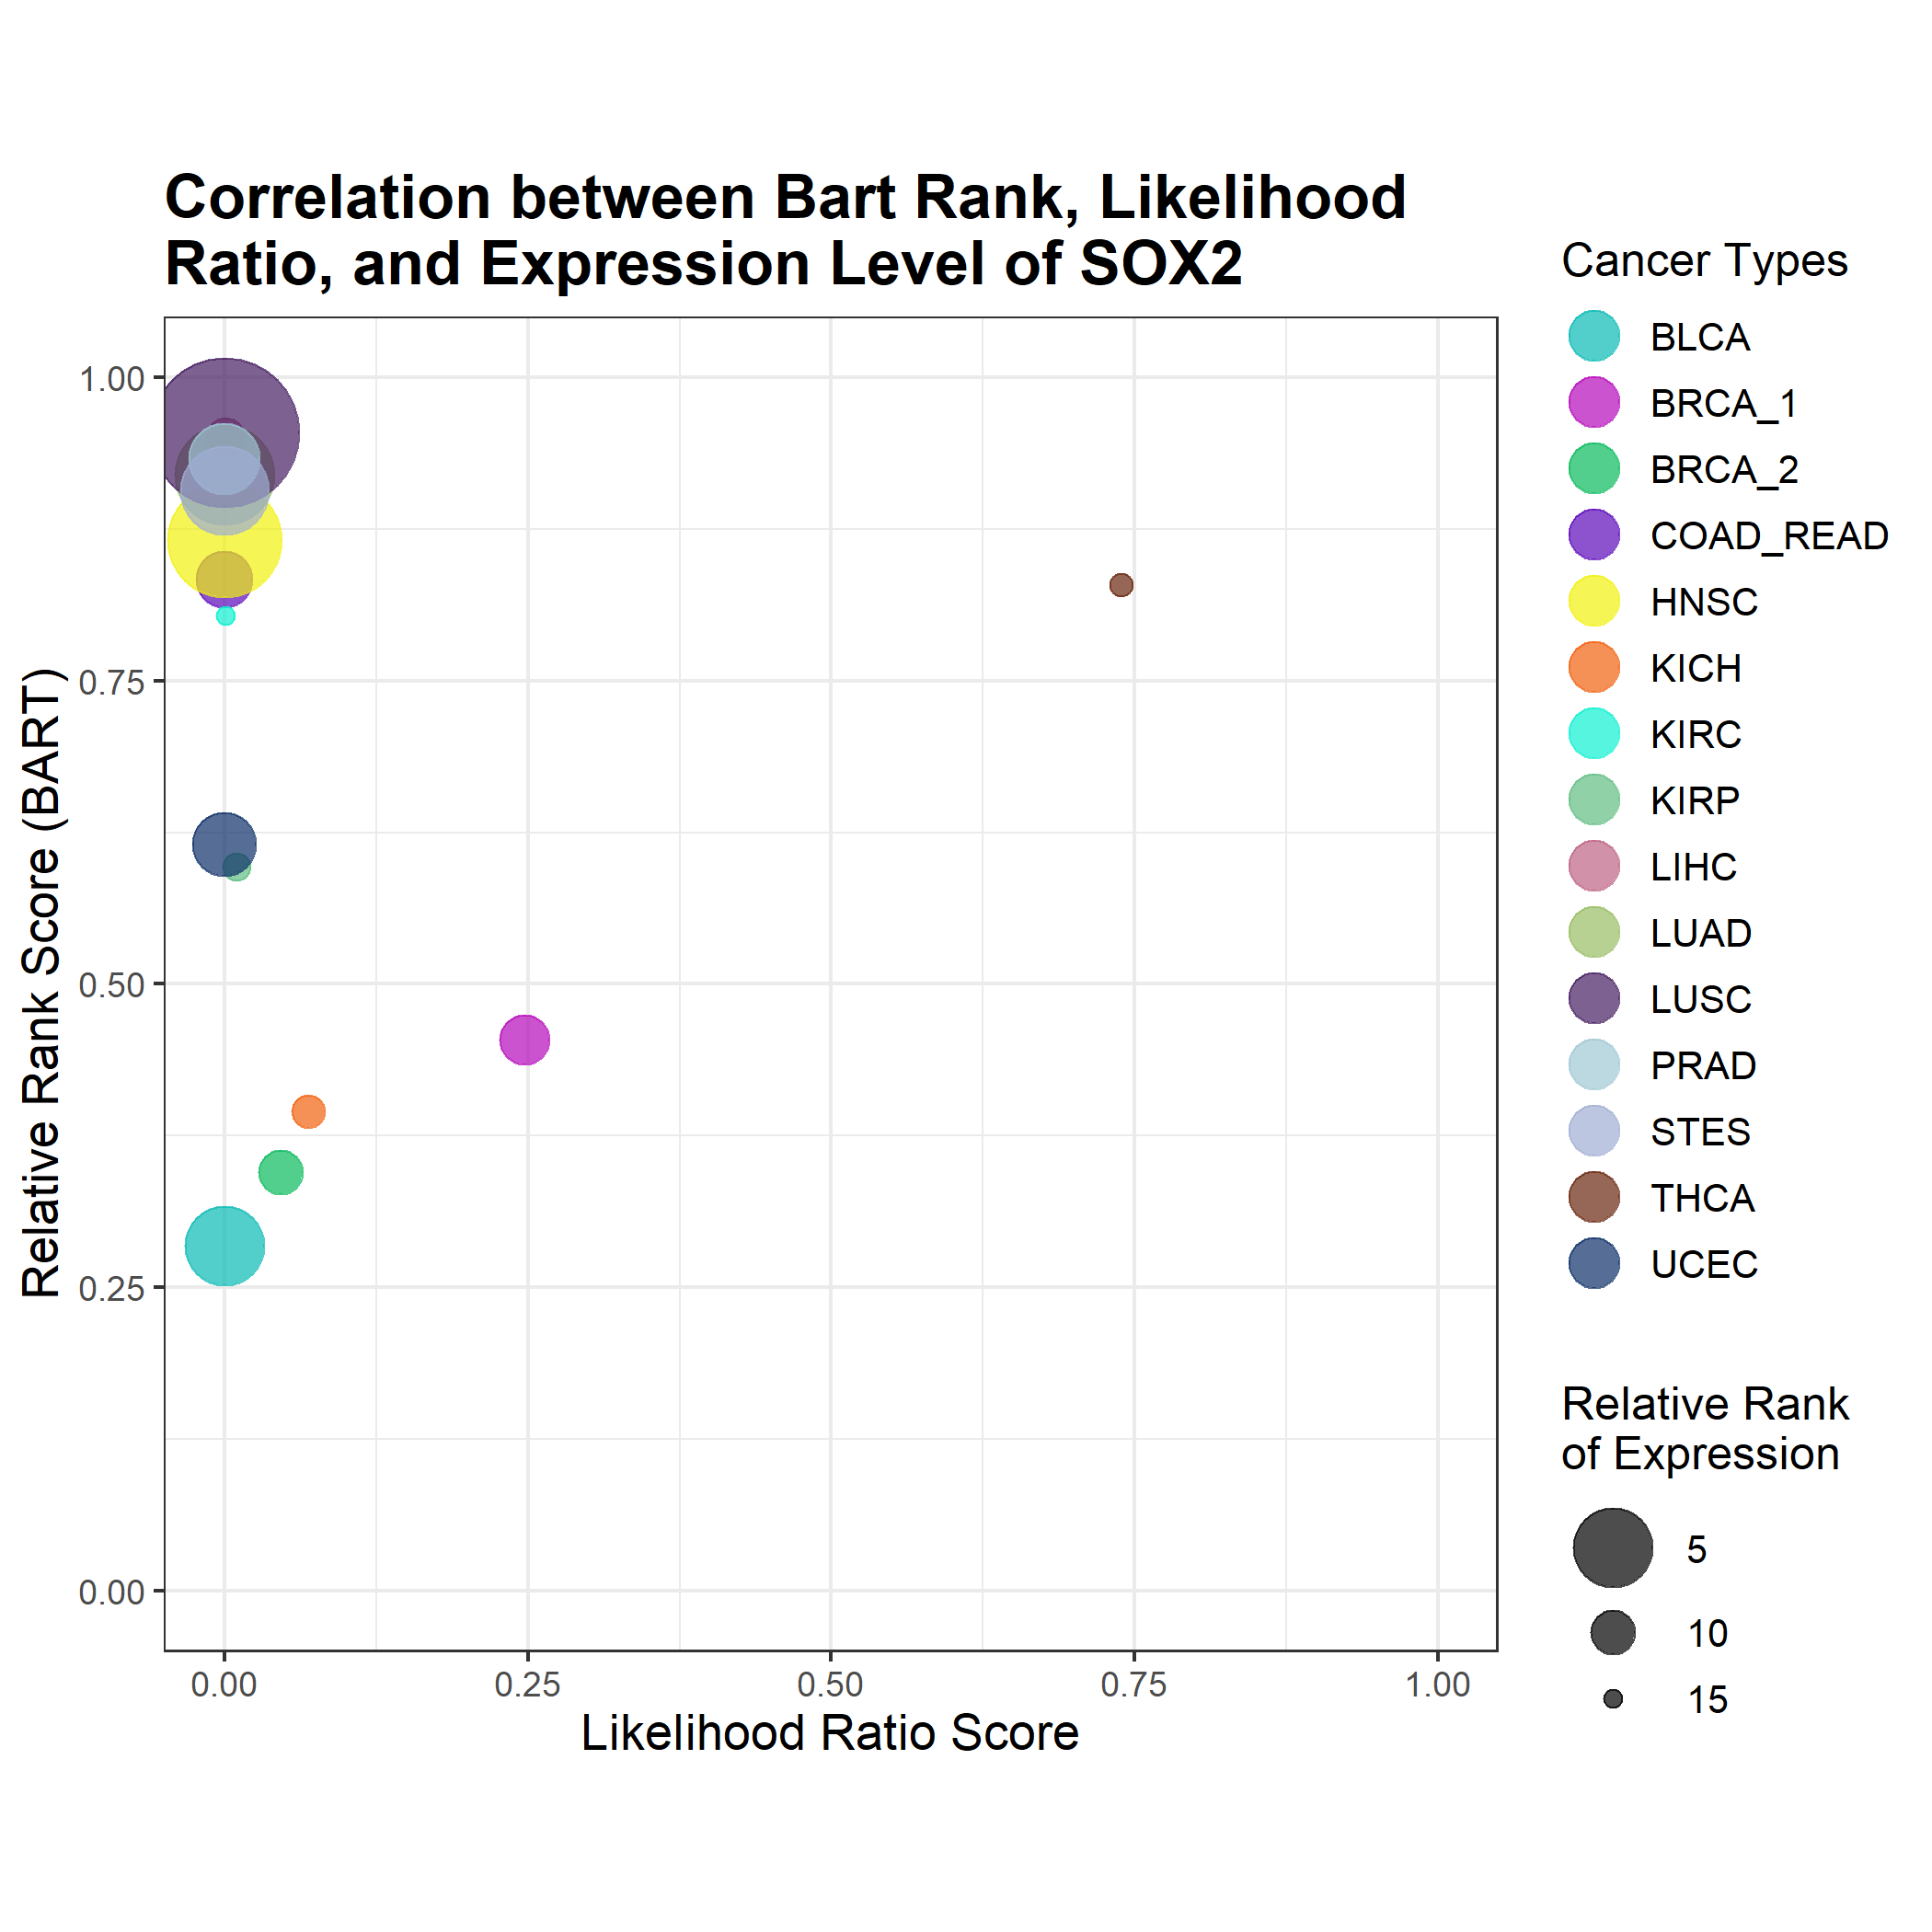 Correlation between Bart Rank, Likelihood
Ratio, and Expression Level of SOX2
Relative Rank Score (BART)
1.00
0.75
0.50
0.25
0.00
0.00
0.25
0.50
0.75
1.00
Likelihood Ratio Score
Cancer Types
BLCA
BRCA_1
BRCA_2
COAD_READ
HNSC
KICH
KIRC
KIRP
LIHC
LUAD
LUSC
PRAD
STES
THCA
UCEC
Relative Rank
of Expression
5
10
15